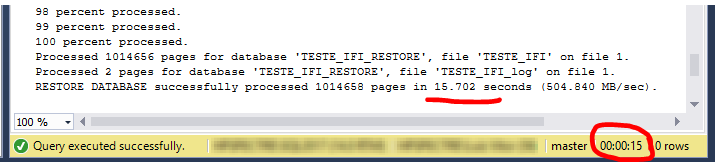 98 percent processed.
99 percent processed.
100 percent processed.
Processed 1014656 pages for database 'TESTE_IFI_RESTORE', file 'TESTE_IFI' on file 1.
Processed 2 pages for database 'TESTE_IFI_RESTORE', file 'TESTE_IFI_log' on file 1.
RESTORE DATABASE successfully processed 1014658 pages in 15.702 seconds (504.840 MB/sec).
100 %
Query executed successfully. master 00:00:15 0 rows